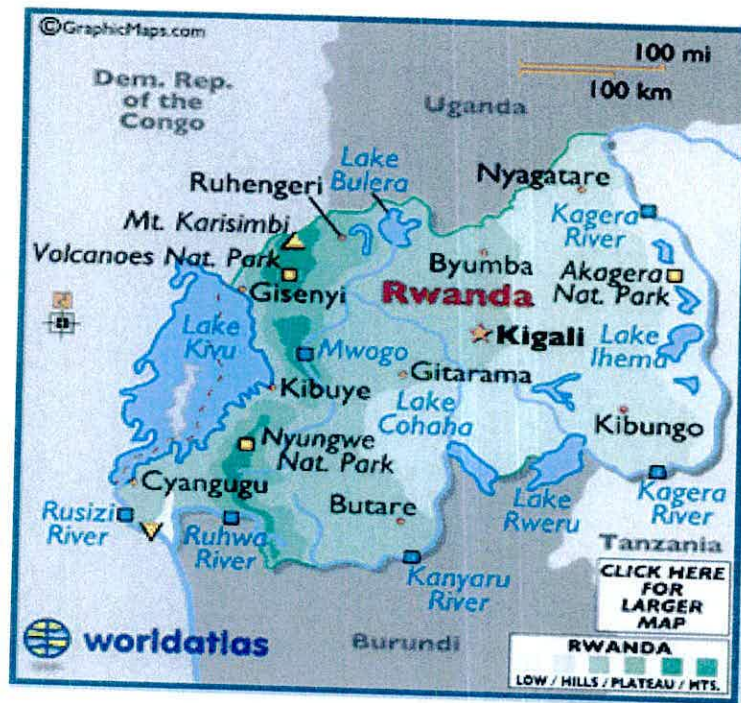 ©GraphicMaps.com
100 mi
100 km
Dem. Rep.
of the
Congo
Uganda
Lake
Bulera
Ruhengeri
Nyagatare
Mt. Karisimbi
Kagera
River
Volcanoes Nat. Park
Byumba
Akagera
Nat. Park
Gisenyi
Rwanda
Lake
Kivu
Kigali
Lake
Ihema
Mwogo
Gitarama
Kibuye
Lake
Cohaha
Kibungo
Nyungwe
Nat. Park
Cyangugu
Butare
Lake
Rweru
Kagera
River
Rusizi
River
Ruhwa
River
Kanyaru
River
Tanzania
CLICK HERE
FOR
LARGER
MAP
worldatlas
Burundi
RWANDA
LOW / HILLS / PLATEAU / MTS.